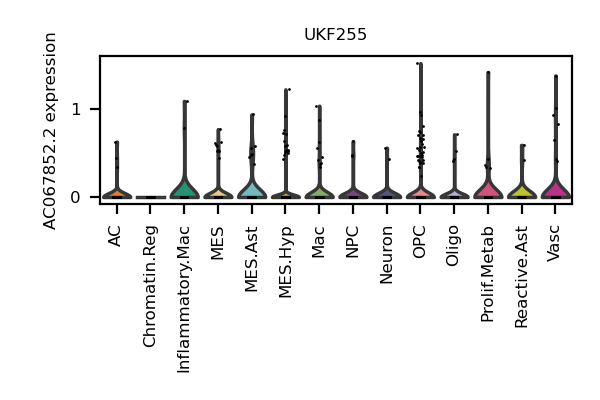 UKF255
AC067852.2 expression
1
0
AC
Chromatin.Reg
Inflammatory.Mac
MES
MES.Ast
MES.Hyp
Mac
NPC
Neuron
OPC
Oligo
Prolif.Metab
Reactive.Ast
Vasc